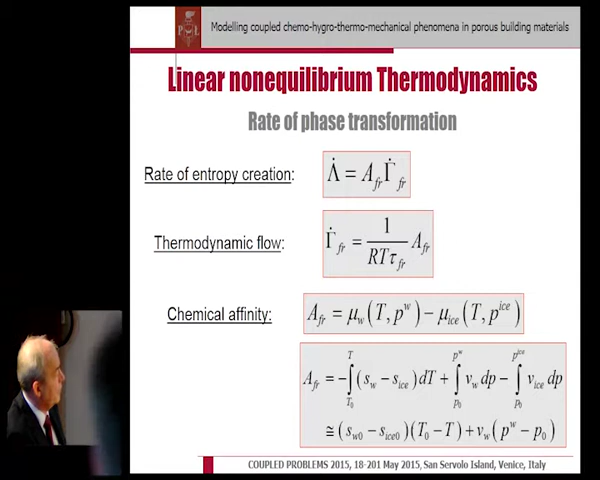 Modelling coupled chemo-hygro-thermo-mechanical phenomena in porous building materials
P Ł
Linear nonequilibrium Thermodynamics
Rate of phase transformation
Rate of entropy creation: Λ̇ = A_fr Γ̇_fr
Thermodynamic flow: Γ̇_fr = 1/(RTτ_fr) A_fr
Chemical affinity: A_fr = μ_w(T, p^w) − μ_ice(T, p^ice)
A_fr = −∫_{T_0}^{T} (s_w − s_ice) dT + ∫_{p_0}^{p^w} v_w dp − ∫_{p_0}^{p^ice} v_ice dp
≅ (s_w0 − s_ice0)(T_0 − T) + v_w(p^w − p_0)
COUPLED PROBLEMS 2015, 18-201 May 2015, San Servolo Island, Venice, Italy